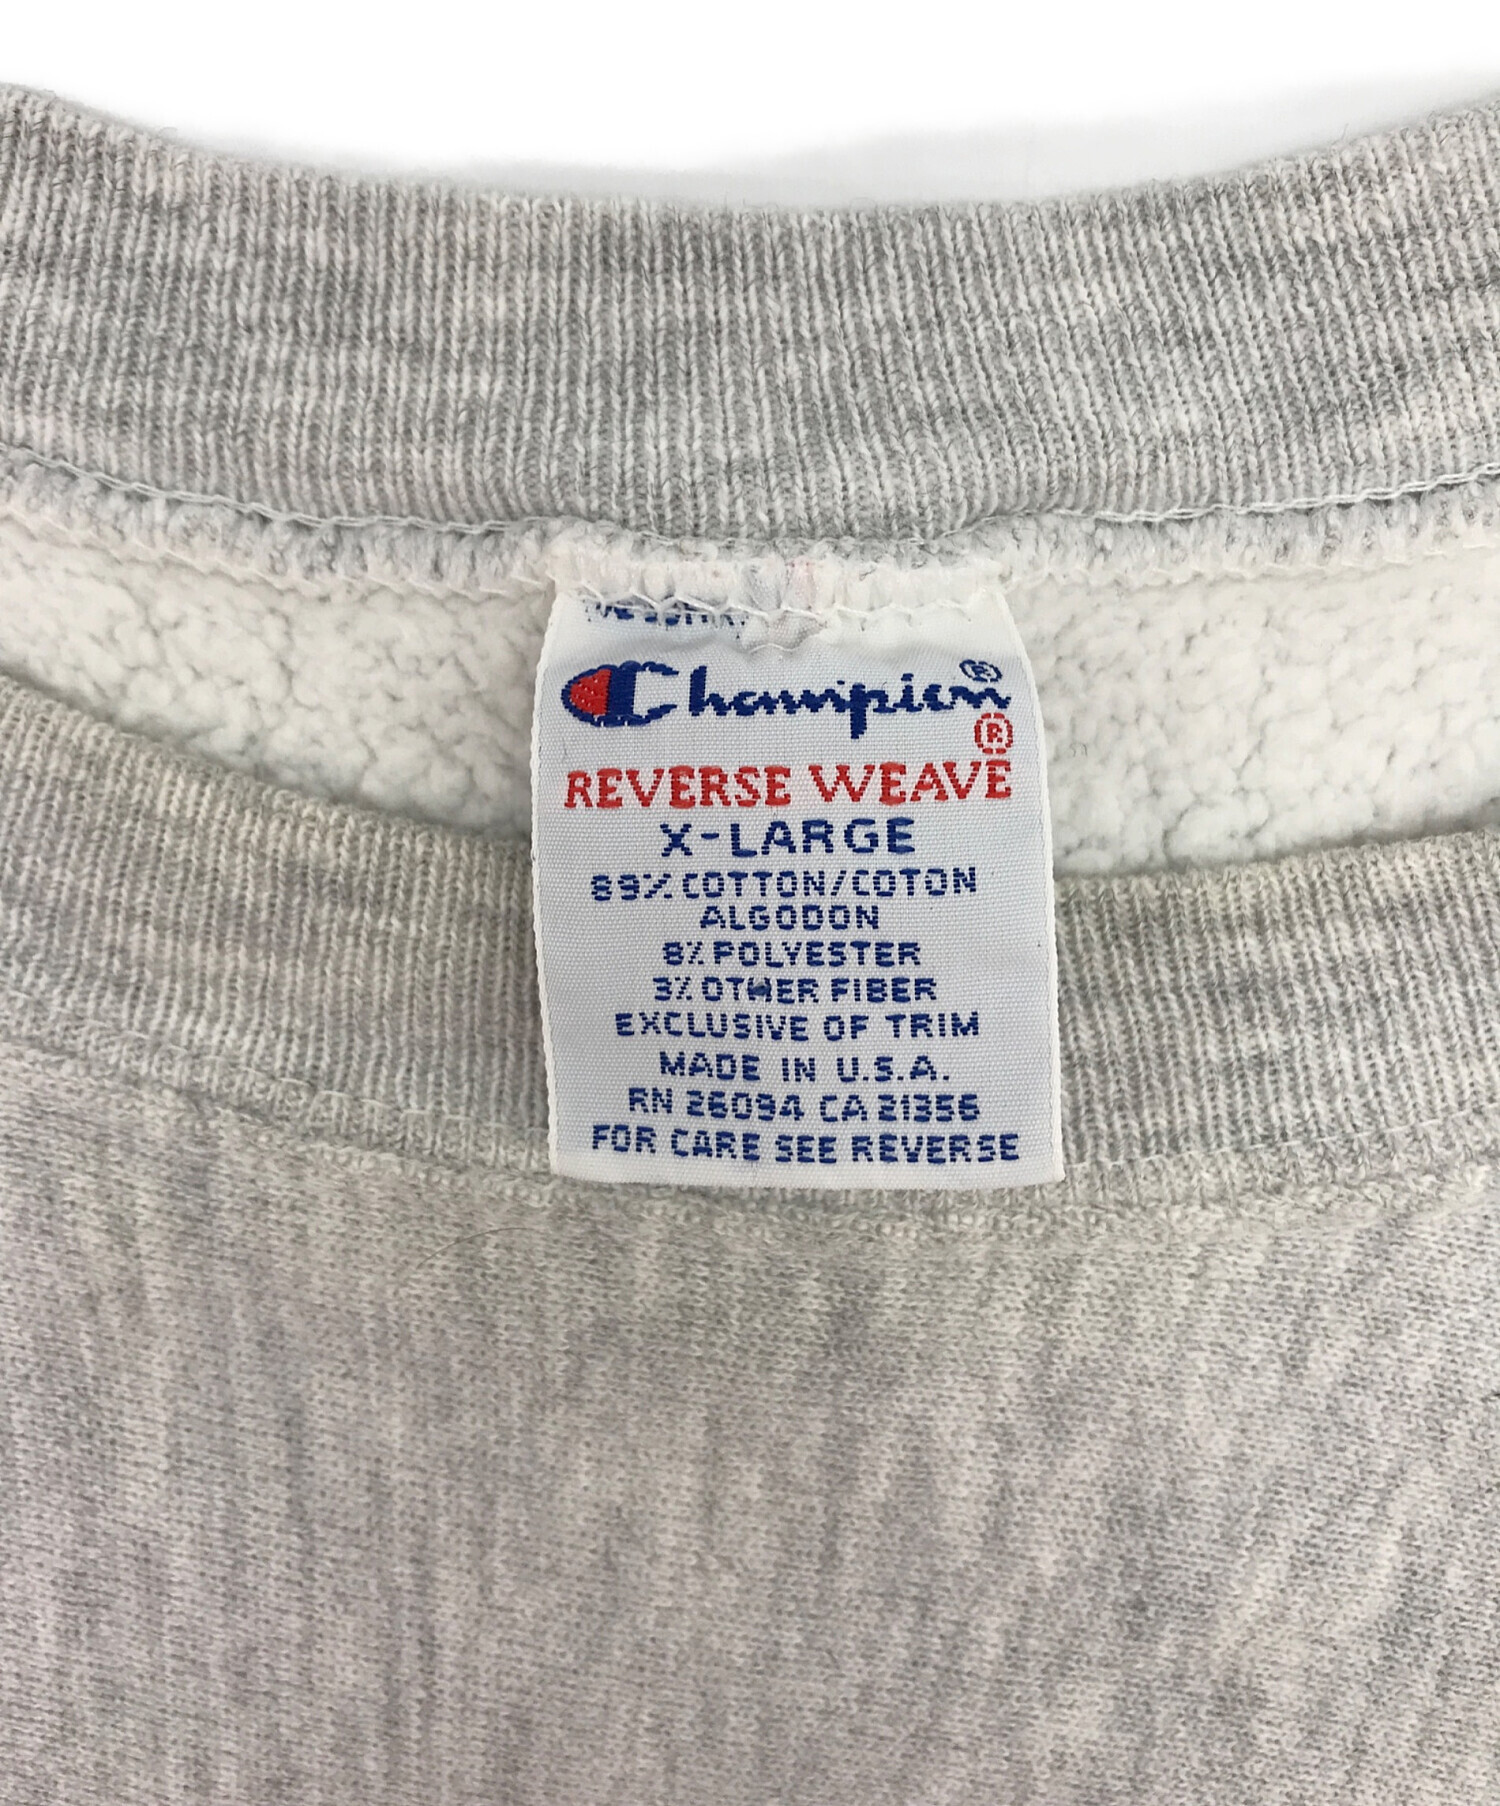 Champion®
®
REVERSE WEAVE
X-LARGE
89% COTTON/COTON
ALGODON
8% POLYESTER
3% OTHER FIBER
EXCLUSIVE OF TRIM
MADE IN U.S.A.
RN 26094 CA 21356
FOR CARE SEE REVERSE